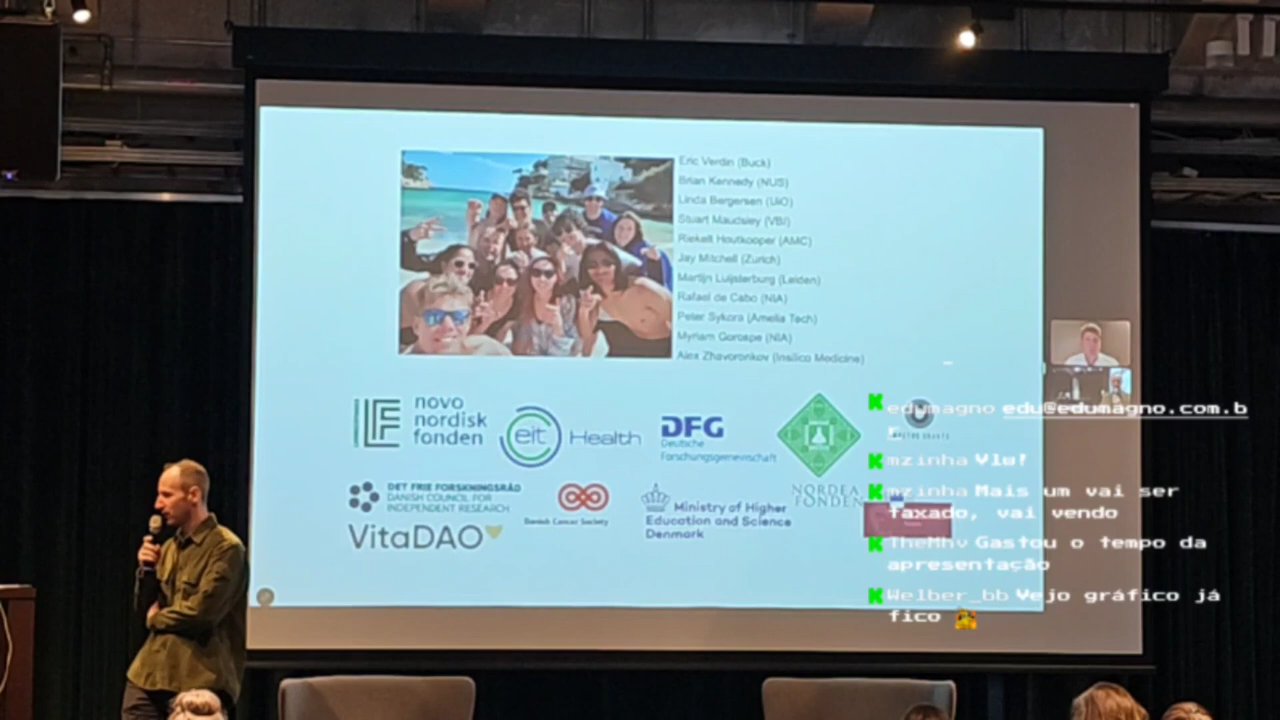 Eric Verdin (Buck)
Brian Kennedy (NUS)
Linda Bergersen (UiO)
Stuart Maudsley (VBI)
Riekelt Houtkooper (AMC)
Jay Mitchell (Zurich)
Martijn Luijsterburg (Leiden)
Rafael de Cabo (NIA)
Peter Sykora (Amelia Tech)
Myriam Gorospe (NIA)
Alex Zhavoronkov (Insilico Medicine)
novo
nordisk
fonden
eit Health
DFG
Deutsche
Forschungsgemeinschaft
NORDEA
FONDEN
DET FRIE FORSKNINGSRÅD
DANISH COUNCIL FOR
INDEPENDENT RESEARCH
Danish Cancer Society
Ministry of Higher
Education and Science
Denmark
VitaDAO
edumagno edu@edumagno.com.b
r
mzinha Vlw!
mzinha Mais um vai ser
taxado, vai vendo
TheMhv Gastou o tempo da
apresentação
Welber_bb Vejo gráfico já
fico